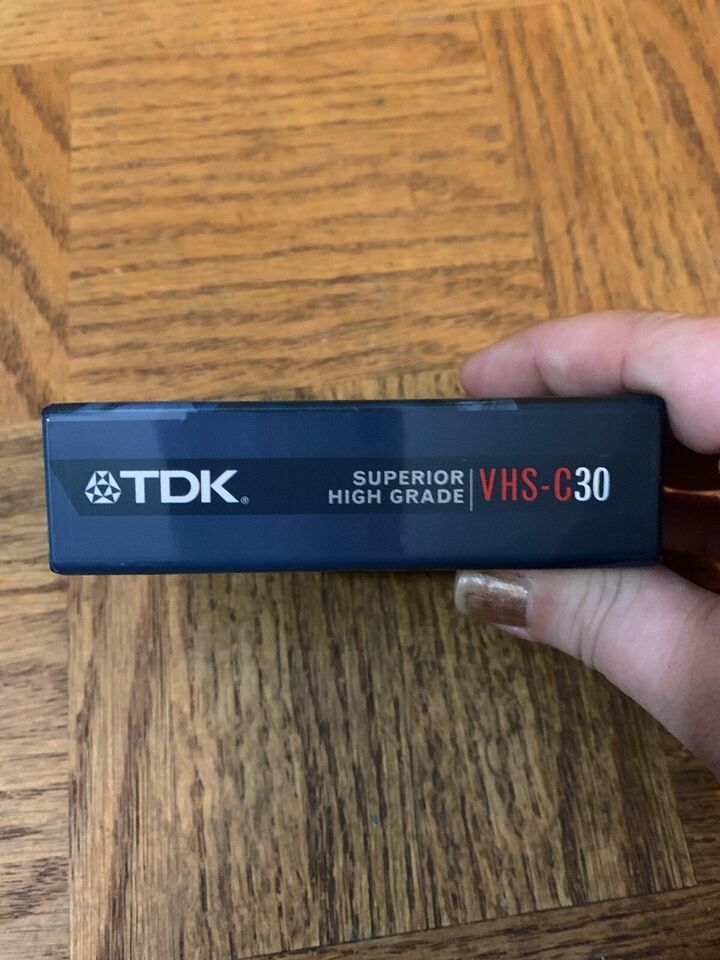 TDK®
SUPERIOR
HIGH GRADE
VHS-C30